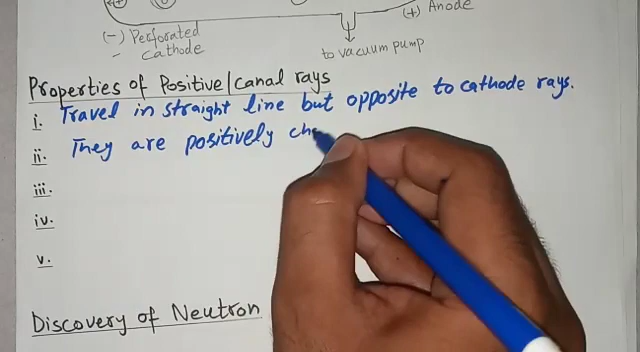 (+) Anode
(-) Perforated
- cathode
to vacuum pump
Properties of Positive/canal rays
i. Travel in straight line but opposite to cathode rays.
ii. They are positively ch
iii.
iv.
v.
Discovery of Neutron